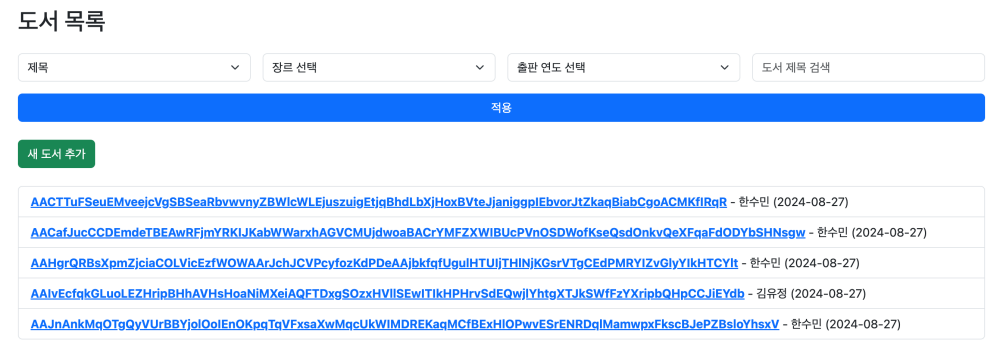 도서 목록
제목 장르 선택 출판 연도 선택 도서 제목 검색
적용
새 도서 추가
AACTTuFSeuEMveejcVgSBSeaRbvwvnyZBWlcWLEjuszuigEtjqBhdLbXjHoxBVteJjaniggpIEbvorJtZkaqBiabCgoACMKfIRqR - 한수민 (2024-08-27)
AACafJucCCDEmdeTBEAwRFjmYRKIJKabWWarxhAGVCMUjdwoaBACrYMFZXWIBUcPVnOSDWofKseQsdOnkvQeXFqaFdODYbSHNsgw - 한수민 (2024-08-27)
AAHgrQRBsXpmZjciaCOLVicEzfWOWAArJchJCVPcyfozKdPDeAAjbkfqfUgulHTUIjTHINjKGsrVTgCEdPMRYIZvGlyYIkHTCYlt - 한수민 (2024-08-27)
AAIvEcfqkGLuoLEZHripBHhAVHsHoaNiMXeiAQFTDxgSOzxHVllSEwITlkHPHrvSdEQwjlYhtgXTJkSWfFzYXripbQHpCCJiEYdb - 김유정 (2024-08-27)
AAJnAnkMqOTgQyVUrBBYjolOoIEnOKpqTqVFxsaXwMqcUkWIMDREKaqMCfBExHlOPwvESrENRDqlMamwpxFkscBJePZBsloYhsxV - 한수민 (2024-08-27)